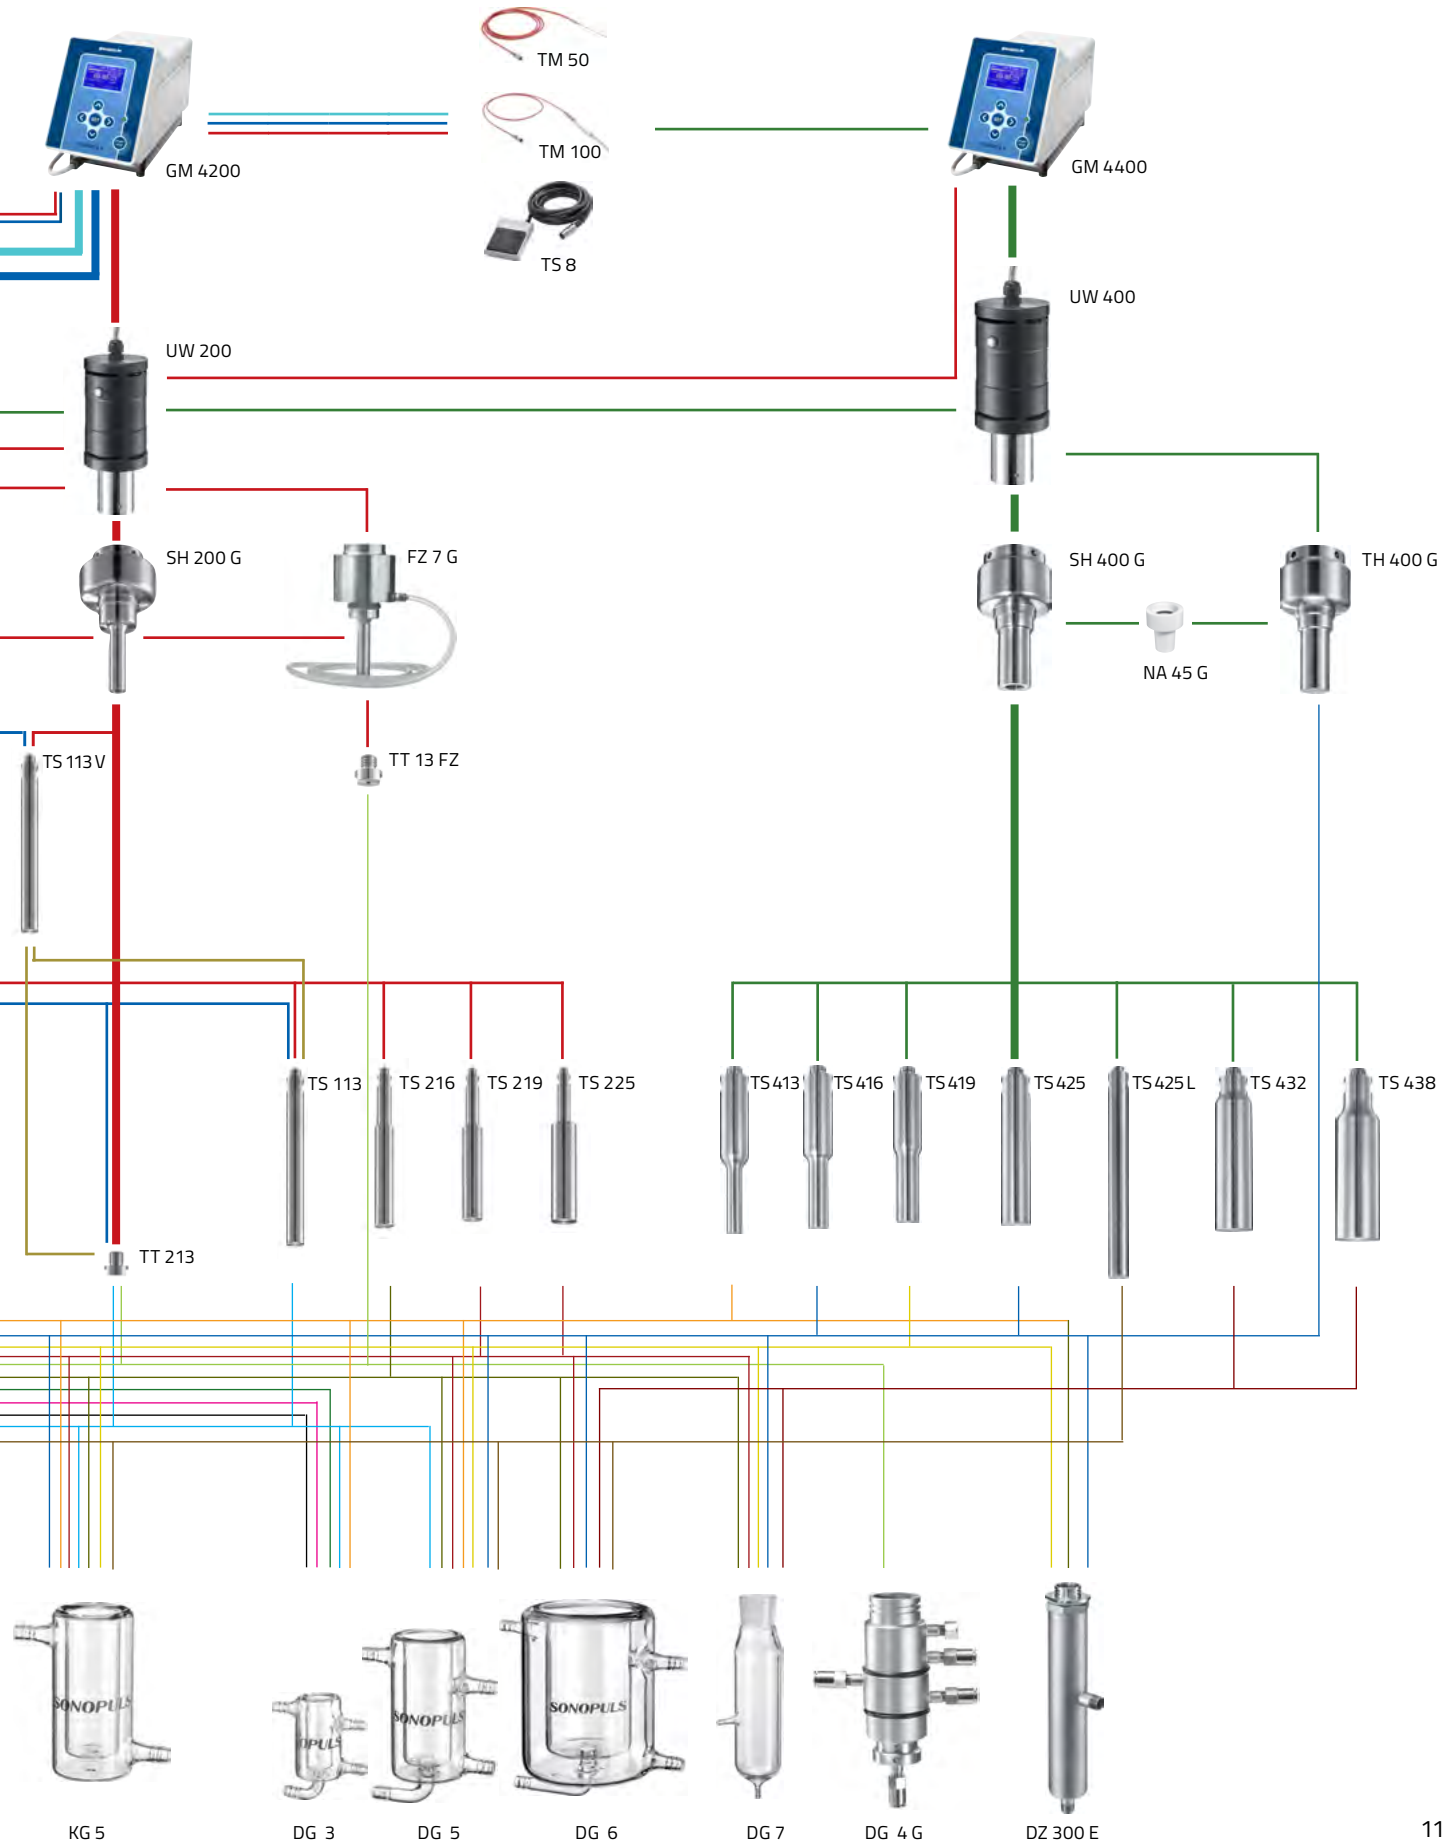 TM 50
TM 100
GM 4200
GM 4400
TS 8
UW 400
UW 200
SH 200 G
FZ 7 G
SH 400 G
TH 400 G
NA 45 G
TS 113 V
TT 13 FZ
TS 113
TS 216
TS 219
TS 225
TS 413
TS 416
TS 419
TS 425
TS 425 L
TS 432
TS 438
TT 213
SONOPULS
OPULS
SONOPULS
SONOPULS
KG 5
DG 3
DG 5
DG 6
DG 7
DG 4 G
DZ 300 E
11